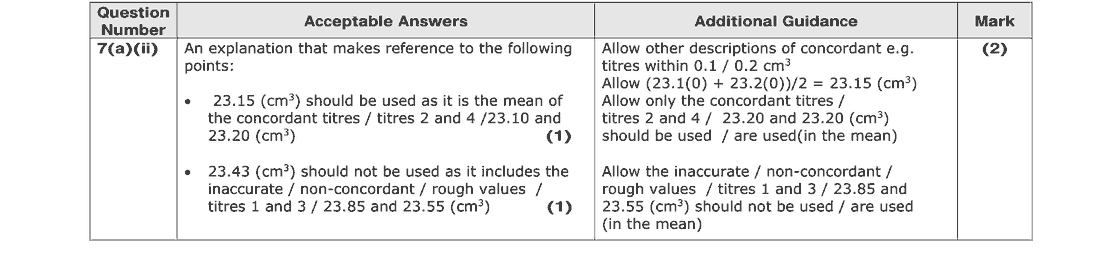 Question Number Acceptable Answers Additional Guidance Mark
7(a)(ii)
An explanation that makes reference to the following
points:
• 23.15 (cm³) should be used as it is the mean of
the concordant titres / titres 2 and 4 /23.10 and
23.20 (cm³) (1)
• 23.43 (cm³) should not be used as it includes the
inaccurate / non-concordant / rough values /
titres 1 and 3 / 23.85 and 23.55 (cm³) (1)
Allow other descriptions of concordant e.g.
titres within 0.1 / 0.2 cm³
Allow (23.1(0) + 23.2(0))/2 = 23.15 (cm³)
Allow only the concordant titres /
titres 2 and 4 / 23.20 and 23.20 (cm³)
should be used / are used(in the mean)
Allow the inaccurate / non-concordant /
rough values / titres 1 and 3 / 23.85 and
23.55 (cm³) should not be used / are used
(in the mean)
(2)